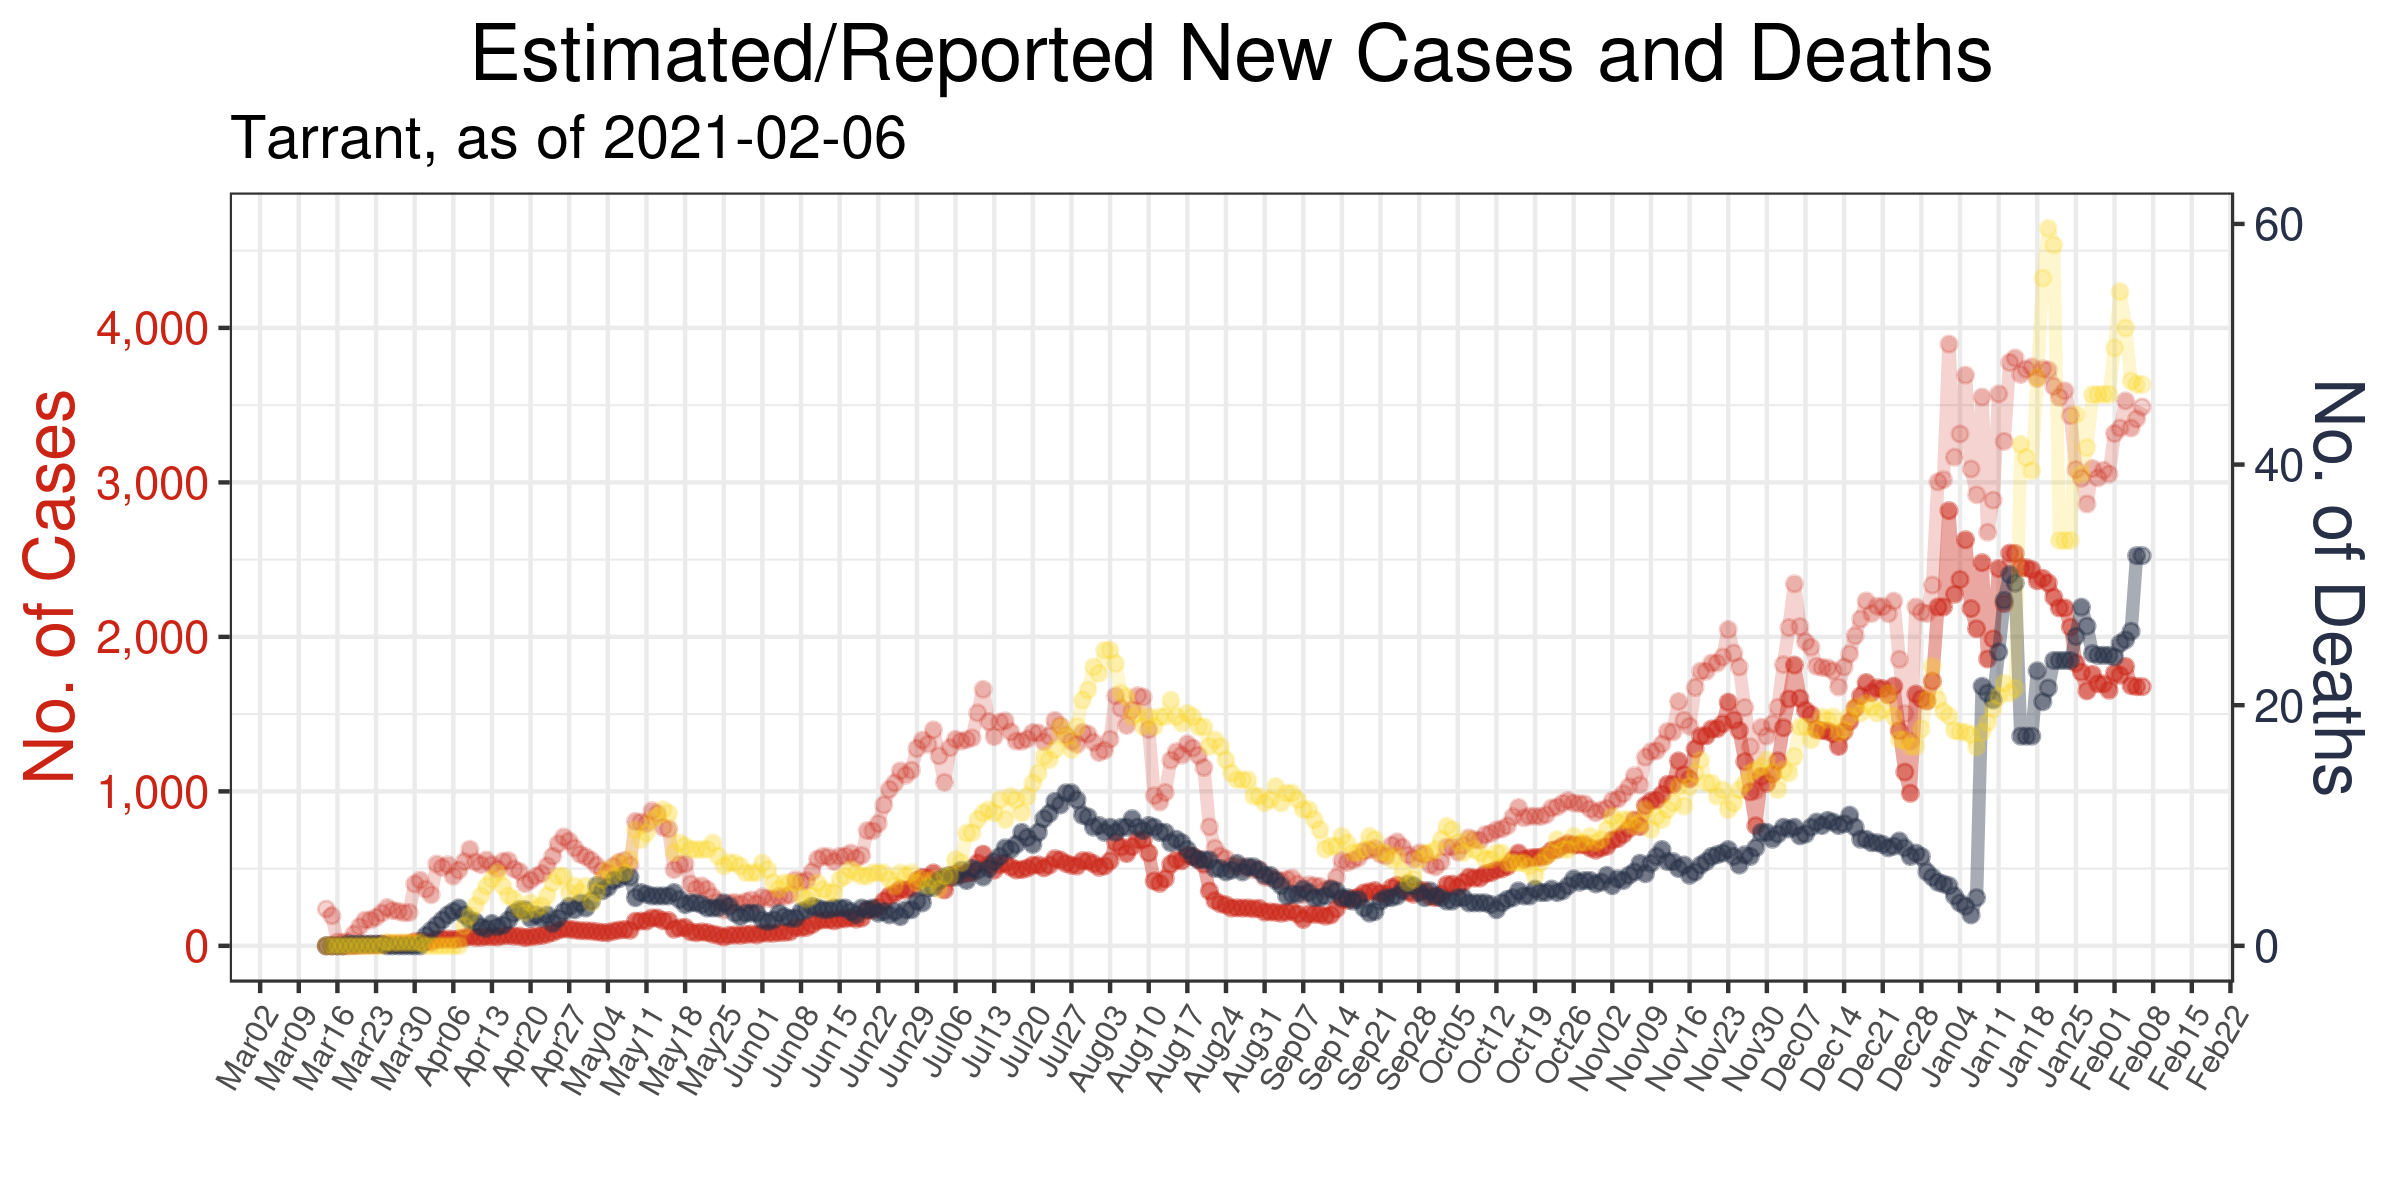 Estimated/Reported New Cases and Deaths
Tarrant, as of 2021-02-06
No. of Cases
4,000
3,000
2,000
1,000
0
60
40
20
0
No. of Deaths
Mar02
Mar09
Mar16
Mar23
Mar30
Apr06
Apr13
Apr20
Apr27
May04
May11
May18
May25
Jun01
Jun08
Jun15
Jun22
Jun29
Jul06
Jul13
Jul20
Jul27
Aug03
Aug10
Aug17
Aug24
Aug31
Sep07
Sep14
Sep21
Sep28
Oct05
Oct12
Oct19
Oct26
Nov02
Nov09
Nov16
Nov23
Nov30
Dec07
Dec14
Dec21
Dec28
Jan04
Jan11
Jan18
Jan25
Feb01
Feb08
Feb15
Feb22